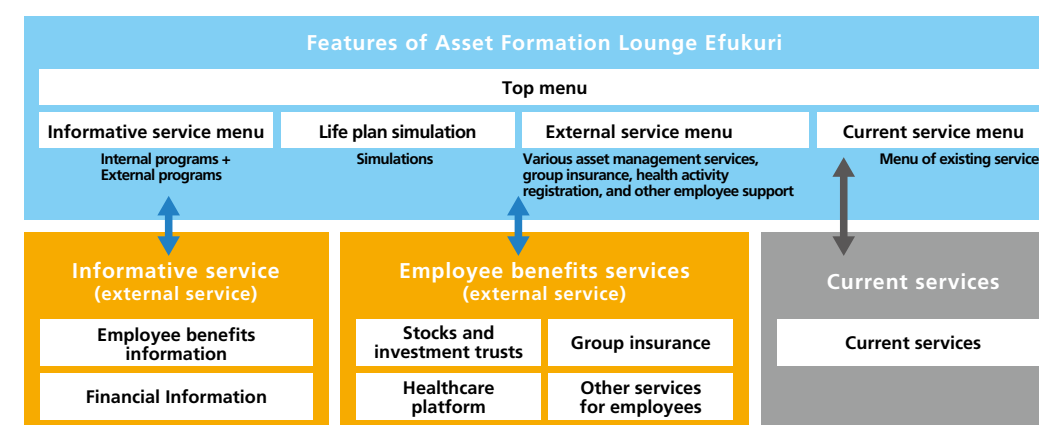 Features of Asset Formation Lounge Efukuri
Top menu
Informative service menu
Life plan simulation
External service menu
Current service menu
Internal programs +
External programs
Simulations
Various asset management services,
group insurance, health activity
registration, and other employee support
Menu of existing service
Informative service
(external service)
Employee benefits information
Financial Information
Employee benefits services
(external service)
Stocks and
investment trusts
Group insurance
Healthcare
platform
Other services
for employees
Current services
Current services